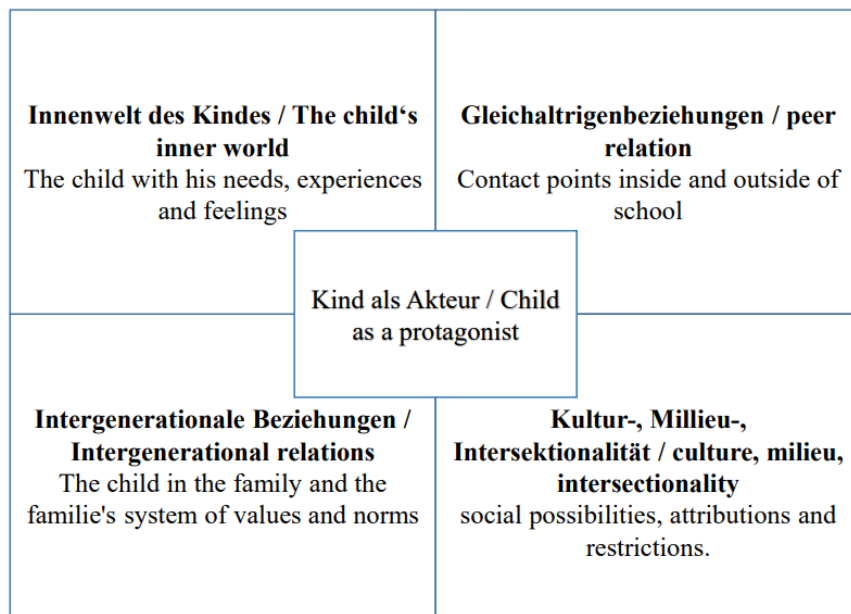 Innenwelt des Kindes / The child‘s
inner world
The child with his needs, experiences
and feelings
Gleichaltrigenbeziehungen / peer
relation
Contact points inside and outside of
school
Kind als Akteur / Child
as a protagonist
Intergenerationale Beziehungen /
Intergenerational relations
The child in the family and the
familie's system of values and norms
Kultur-, Millieu-,
Intersektionalität / culture, milieu,
intersectionality
social possibilities, attributions and
restrictions.